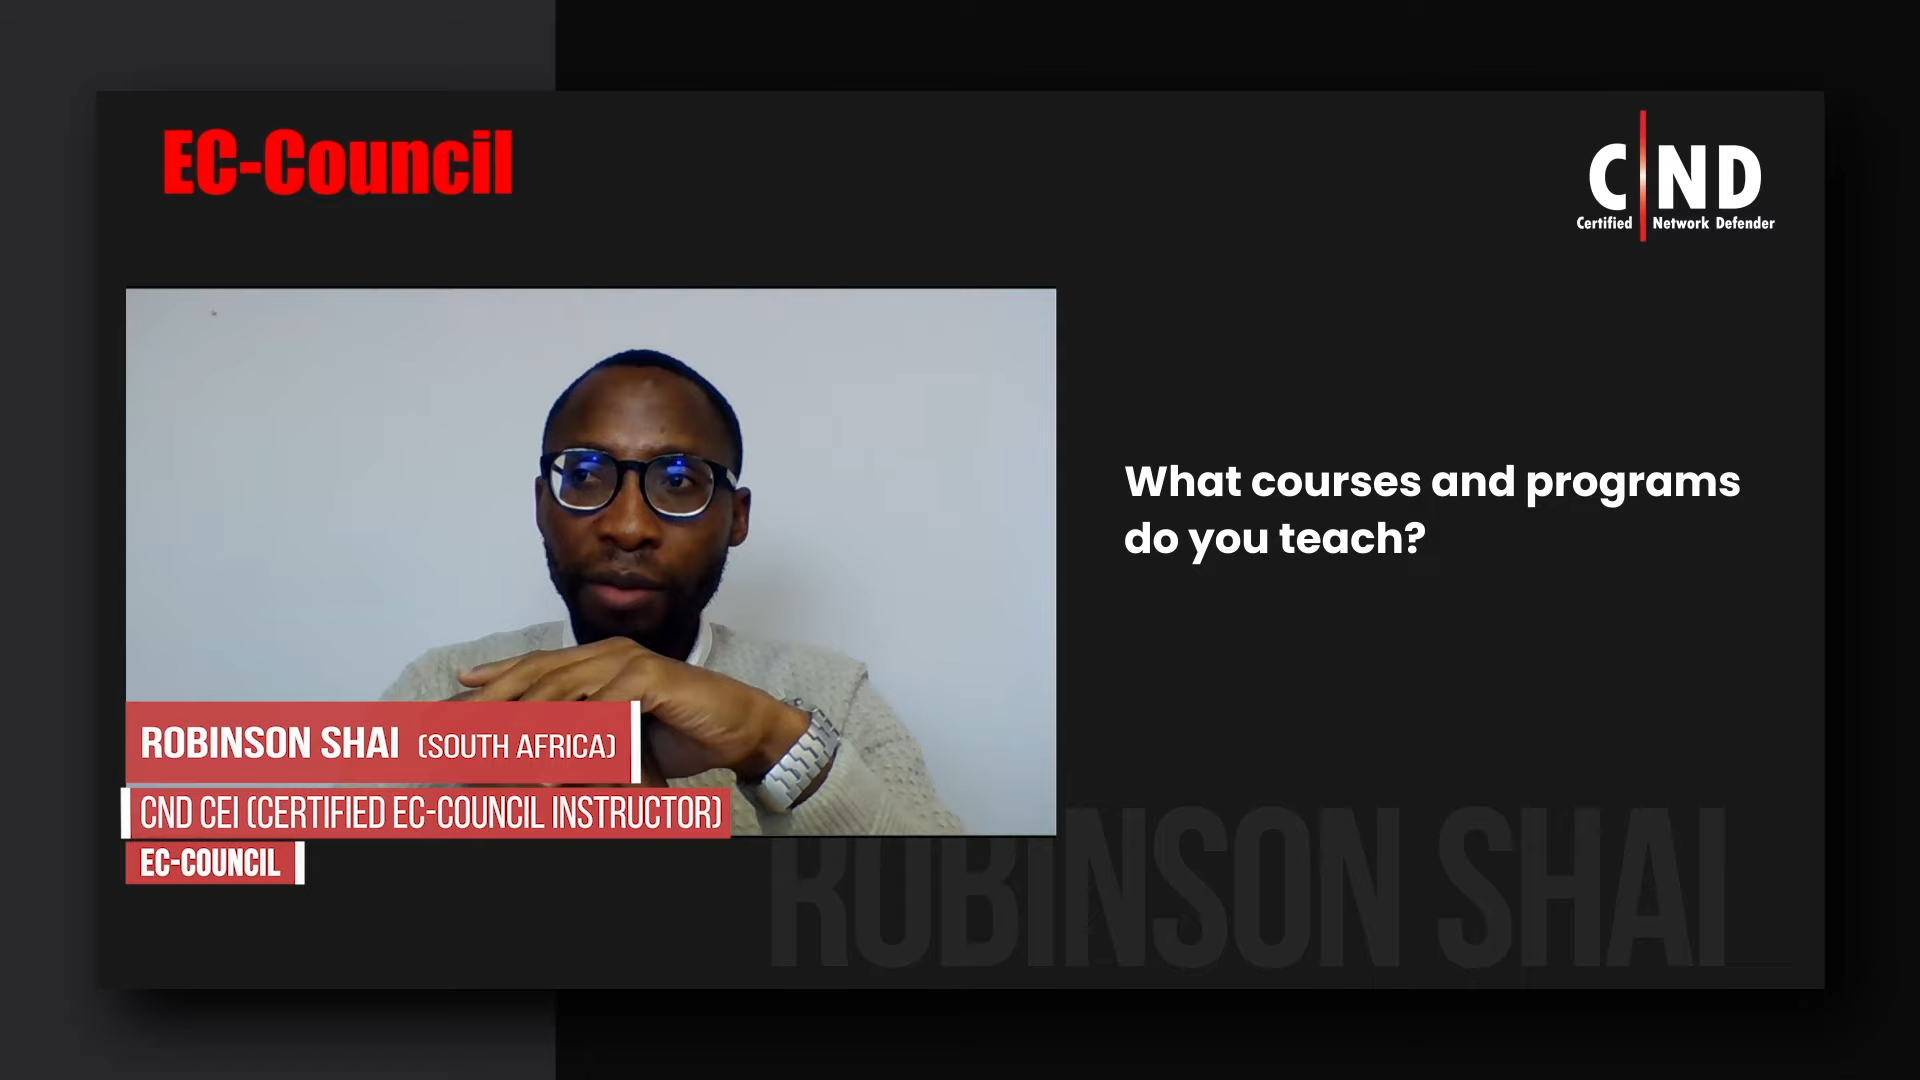 EC-Council
C|ND
Certified Network Defender
What courses and programs
do you teach?
ROBINSON SHAI (SOUTH AFRICA)
CND CEI (CERTIFIED EC-COUNCIL INSTRUCTOR)
EC-COUNCIL
ROBINSON SHAI